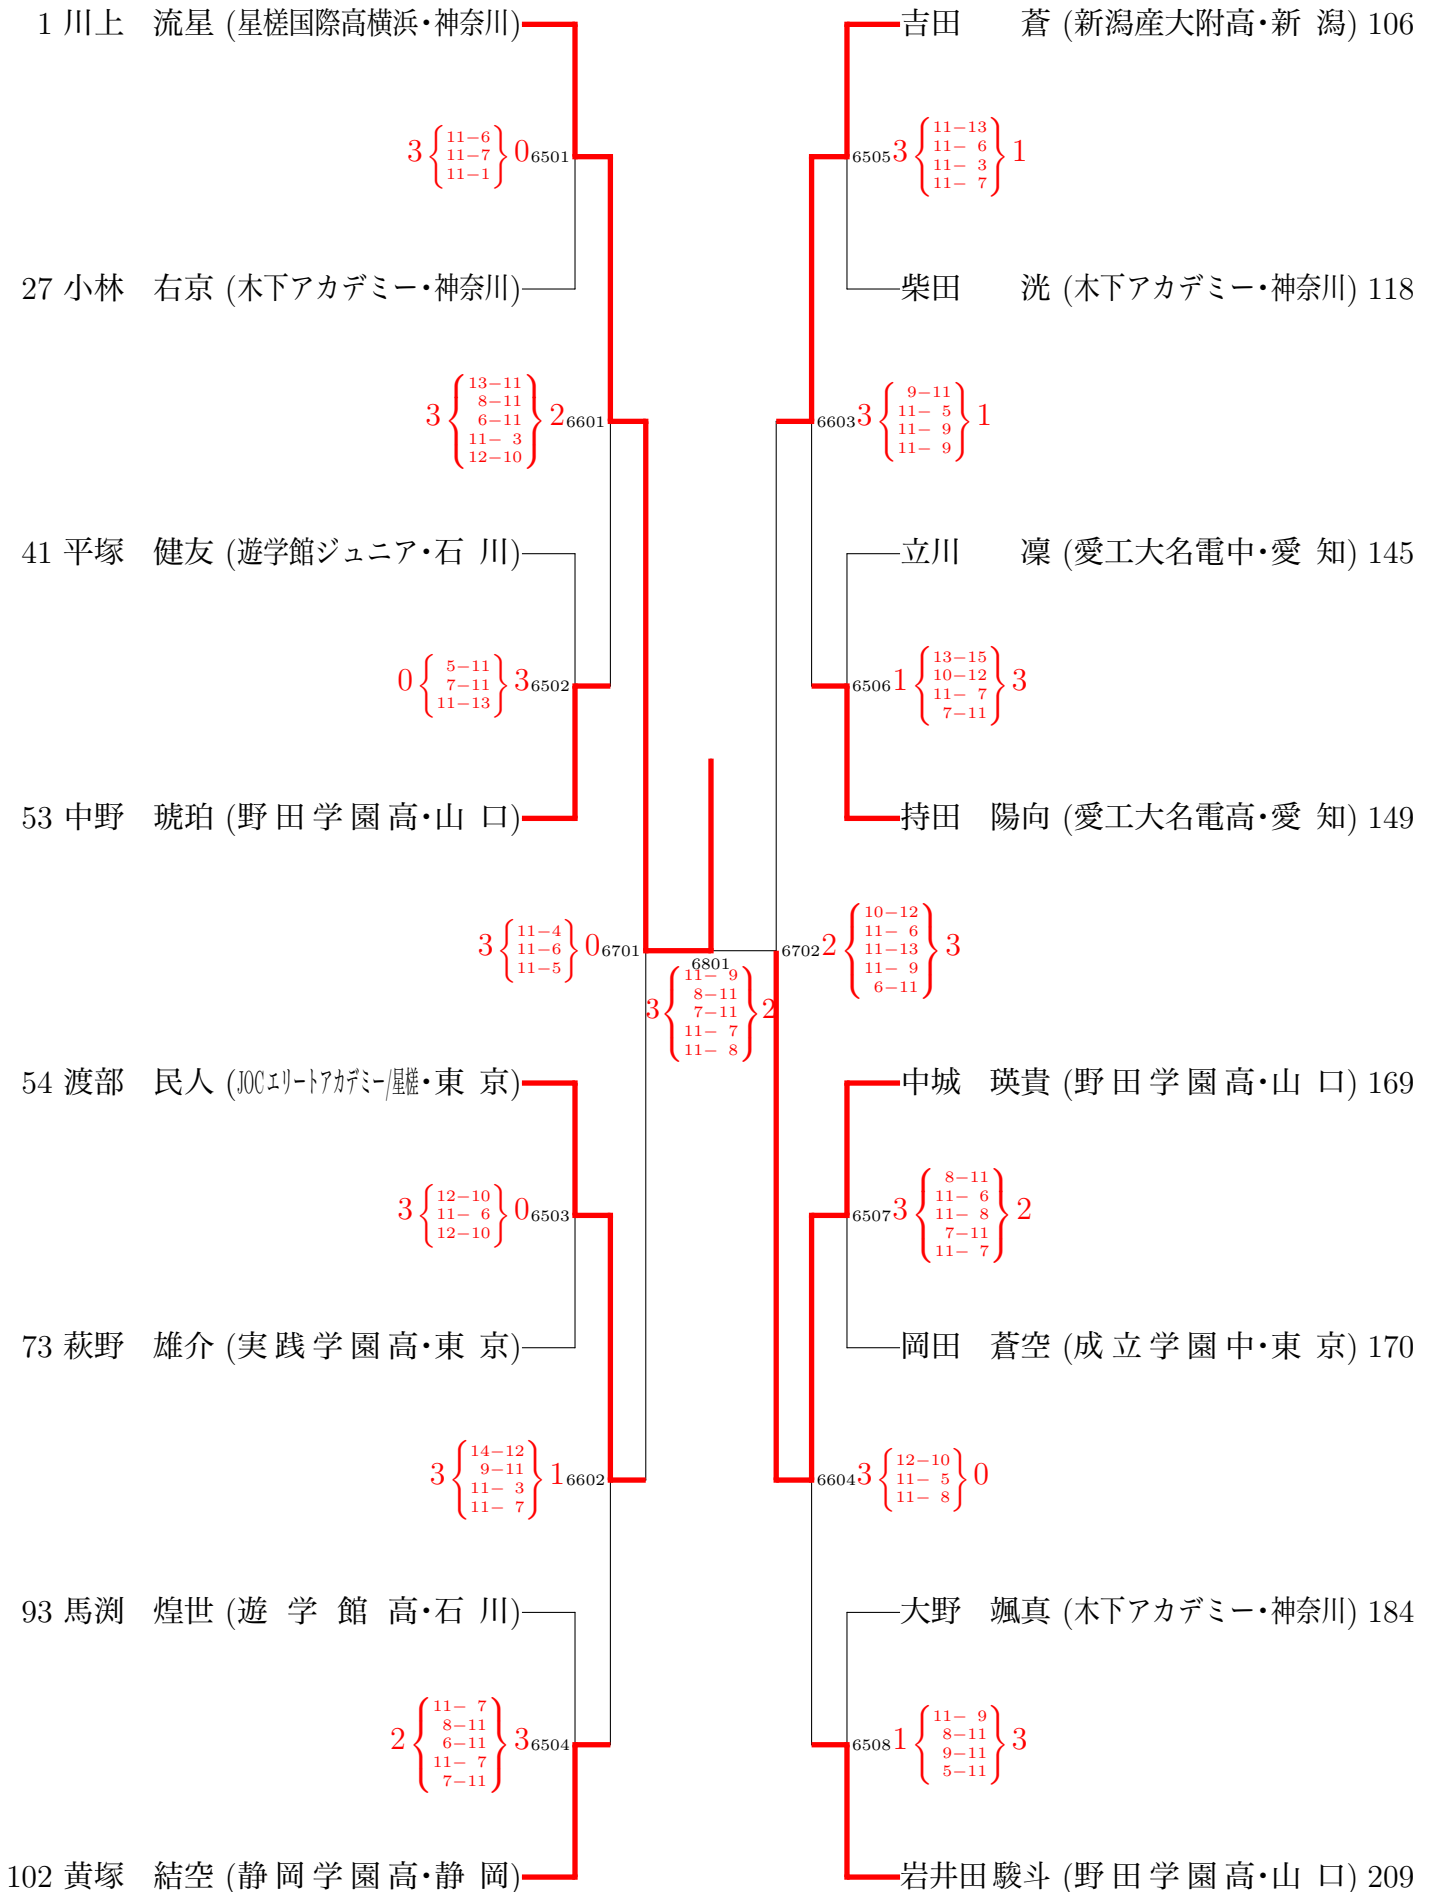 1 川上　流星 (星槎国際高横浜・神奈川)
3 { 11-6 11-7 11-1 } 0 6501
27 小林　右京 (木下アカデミー・神奈川)
3 { 13-11 8-11 6-11 11-3 12-10 } 2 6601
41 平塚　健友 (遊学館ジュニア・石川)
0 { 5-11 7-11 11-13 } 3 6502
53 中野　琥珀 (野田学園高・山口)
3 { 11-4 11-6 11-5 } 0 6701
54 渡部　民人 (JOCエリートアカデミー/星槎・東京)
3 { 12-10 11-6 12-10 } 0 6503
73 萩野　雄介 (実践学園高・東京)
3 { 14-12 9-11 11-3 11-7 } 1 6602
93 馬渕　煌世 (遊学館高・石川)
2 { 11-7 8-11 6-11 11-7 7-11 } 3 6504
102 黄塚　結空 (静岡学園高・静岡)
6801
3 { 11-9 8-11 7-11 11-7 11-8 } 2
吉田　蒼 (新潟産大附高・新潟) 106
6505 3 { 11-13 11-6 11-3 11-7 } 1
柴田　洸 (木下アカデミー・神奈川) 118
6603 3 { 9-11 11-5 11-9 11-9 } 1
立川　凜 (愛工大名電中・愛知) 145
6506 1 { 13-15 10-12 11-7 7-11 } 3
持田　陽向 (愛工大名電高・愛知) 149
6702 2 { 10-12 11-6 11-13 11-9 6-11 } 3
中城　瑛貴 (野田学園高・山口) 169
6507 3 { 8-11 11-6 11-8 7-11 11-7 } 2
岡田　蒼空 (成立学園中・東京) 170
6604 3 { 12-10 11-5 11-8 } 0
大野　颯真 (木下アカデミー・神奈川) 184
6508 1 { 11-9 8-11 9-11 5-11 } 3
岩井田駿斗 (野田学園高・山口) 209